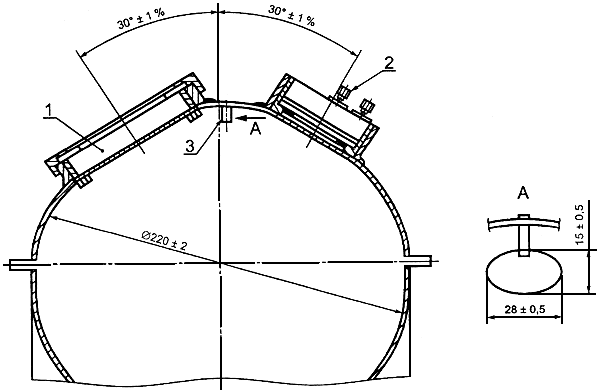 30° ± 1 %
30° ± 1 %
1
2
3
A
Ø220 ± 2
A
15 ± 0,5
28 ± 0,5